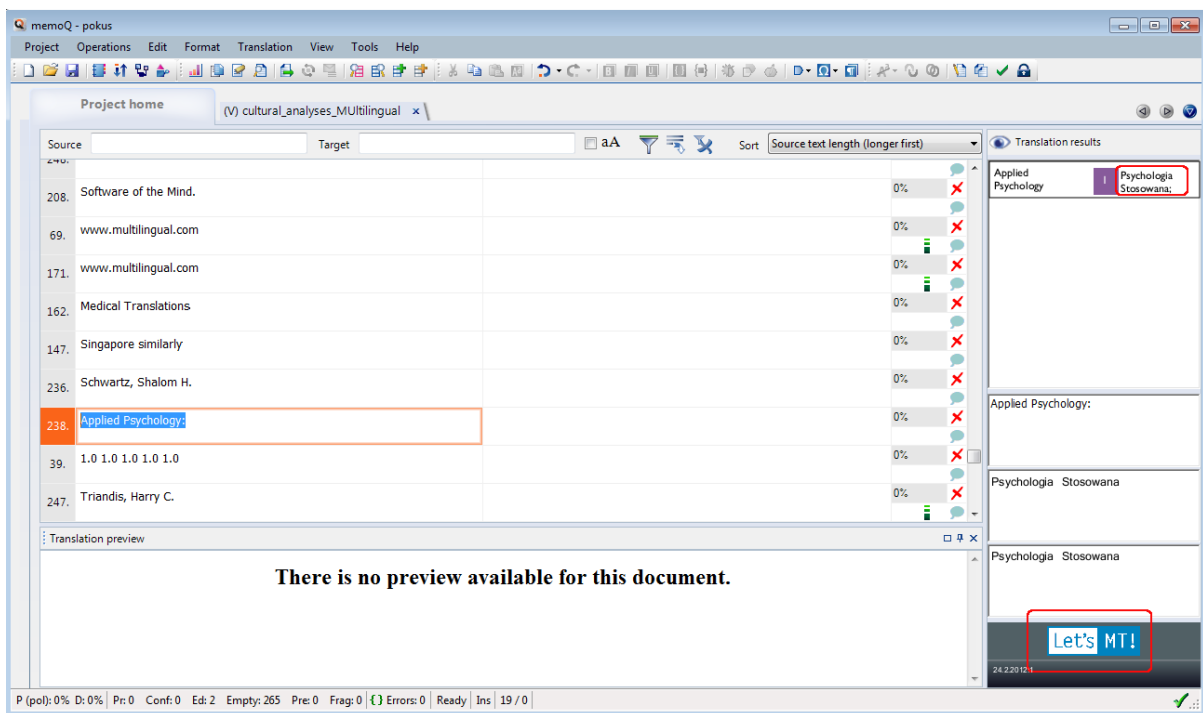 memoQ - pokus
Project Operations Edit Format Translation View Tools Help
Project home
(V) cultural_analyses_MUltilingual x
Source
Target
aA
Sort
Source text length (longer first)
Translation results
208. Software of the Mind. 0%
69. www.multilingual.com 0%
171. www.multilingual.com 0%
162. Medical Translations 0%
147. Singapore similarly 0%
236. Schwartz, Shalom H. 0%
238. Applied Psychology: 0%
39. 1.0 1.0 1.0 1.0 1.0 0%
247. Triandis, Harry C. 0%
Applied
Psychology
1
Psychologia
Stosowana;
Applied Psychology:
Psychologia Stosowana
Psychologia Stosowana
Let's MT!
Translation preview
There is no preview available for this document.
P (pol): 0% D: 0% Pr: 0 Conf: 0 Ed: 2 Empty: 265 Pre: 0 Frag: 0 {} Errors: 0 Ready Ins 19 / 0